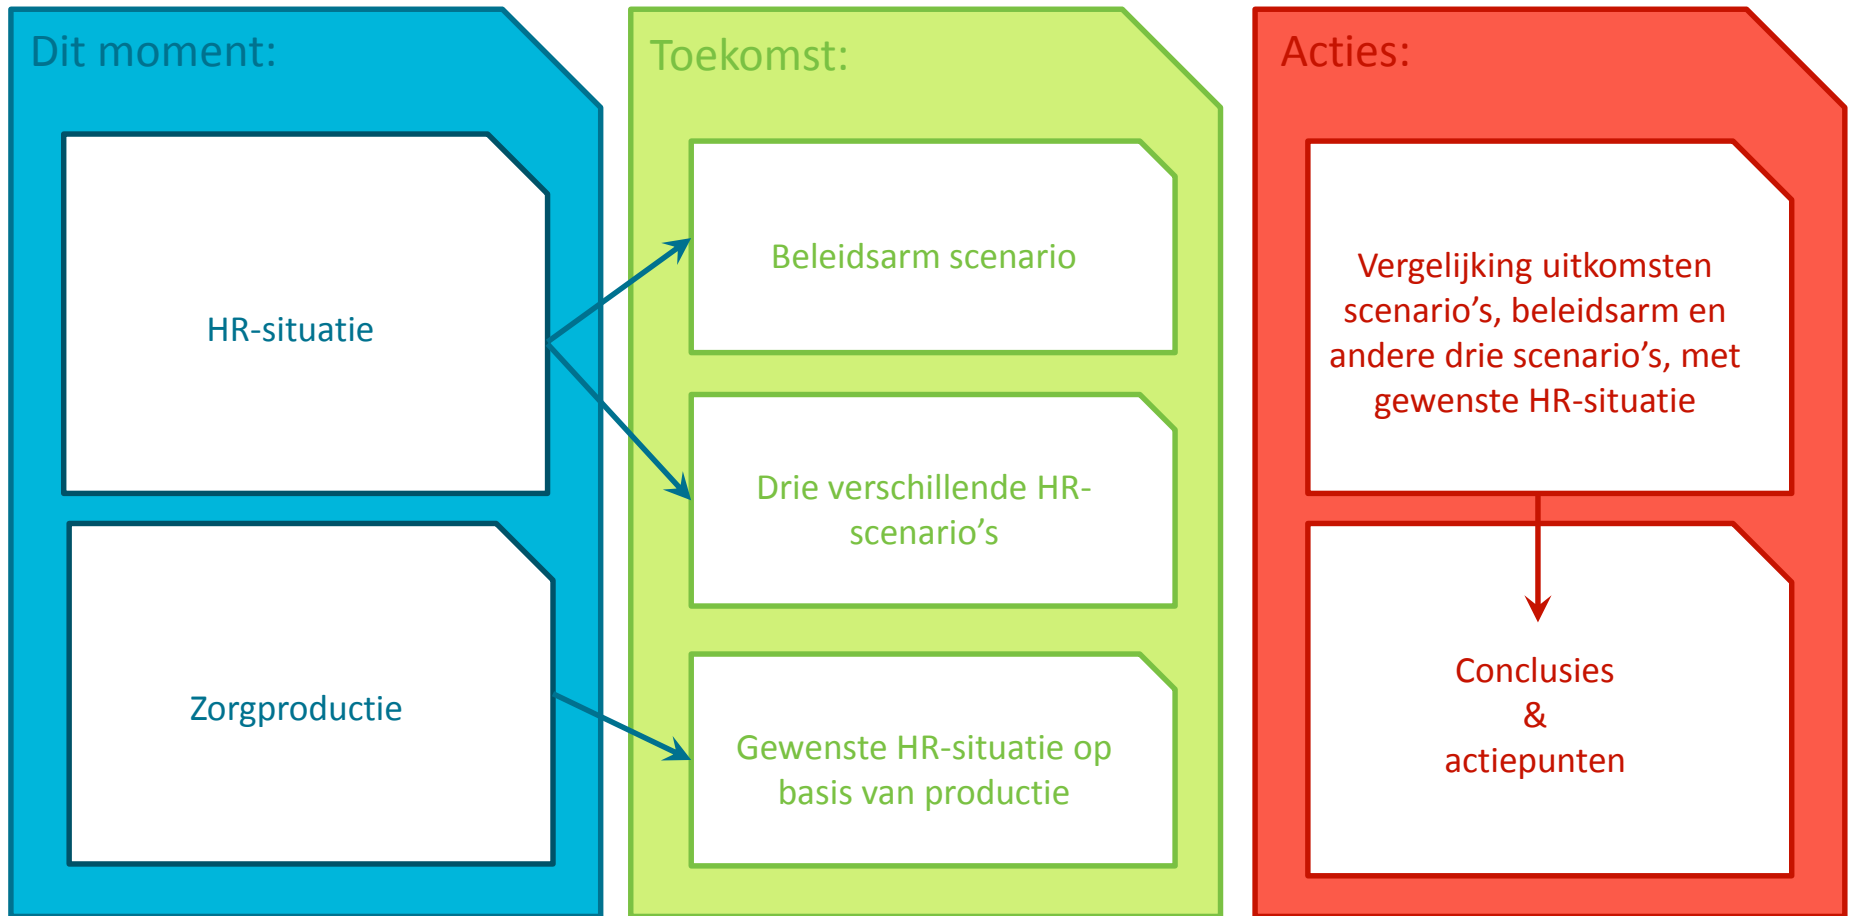 Dit moment:
HR-situatie
Zorgproductie
Toekomst:
Beleidsarm scenario
Drie verschillende HR-
scenario’s
Gewenste HR-situatie op
basis van productie
Acties:
Vergelijking uitkomsten
scenario’s, beleidsarm en
andere drie scenario’s, met
gewenste HR-situatie
Conclusies
&
actiepunten